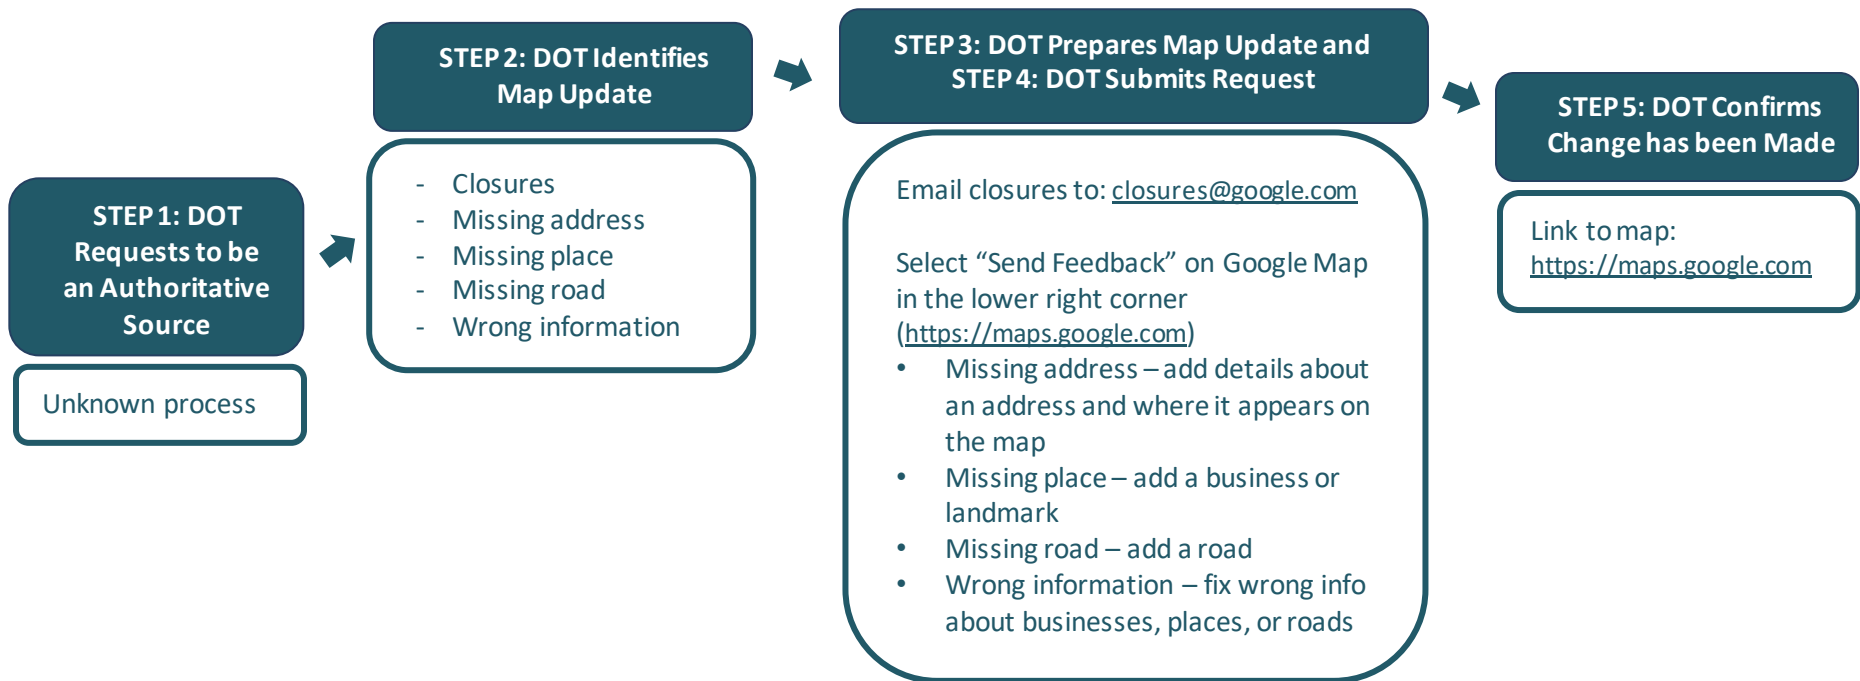 STEP 1: DOT
Requests to be
an Authoritative
Source
Unknown process
STEP 2: DOT Identifies
Map Update
- Closures
- Missing address
- Missing place
- Missing road
- Wrong information
STEP 3: DOT Prepares Map Update and
STEP 4: DOT Submits Request
Email closures to: closures@google.com
Select “Send Feedback” on Google Map
in the lower right corner
(https://maps.google.com)
• Missing address – add details about
an address and where it appears on
the map
• Missing place – add a business or
landmark
• Missing road – add a road
• Wrong information – fix wrong info
about businesses, places, or roads
STEP 5: DOT Confirms
Change has been Made
Link to map:
https://maps.google.com